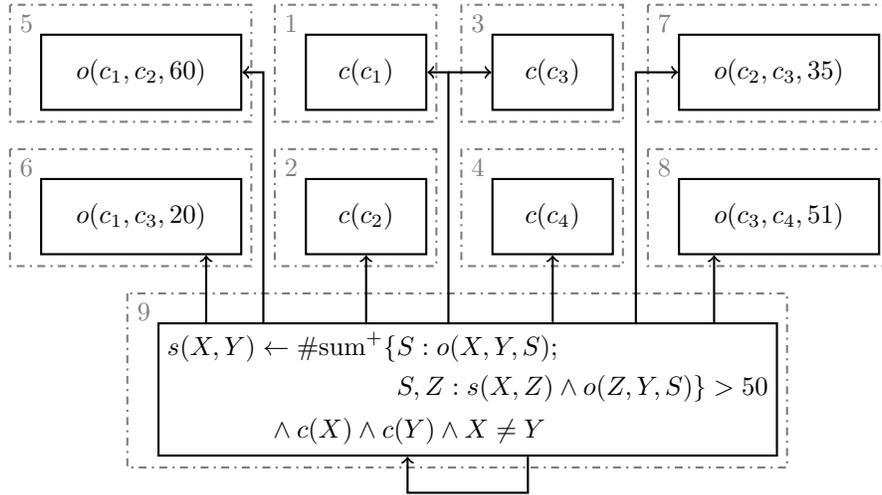 5 1 3 7
o(c₁, c₂, 60) c(c₁) c(c₃) o(c₂, c₃, 35)
6 2 4 8
o(c₁, c₃, 20) c(c₂) c(c₄) o(c₃, c₄, 51)
9
s(X, Y) ← #sum⁺{S : o(X, Y, S);
S, Z : s(X, Z) ∧ o(Z, Y, S)} > 50
∧ c(X) ∧ c(Y) ∧ X ≠ Y